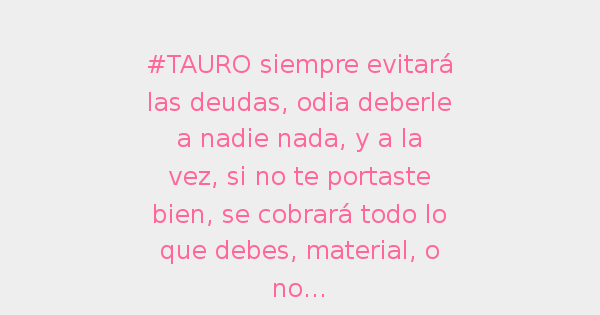 #TAURO siempre evitará
las deudas, odia deberle
a nadie nada, y a la
vez, si no te portaste
bien, se cobrará todo lo
que debes, material, o
no...